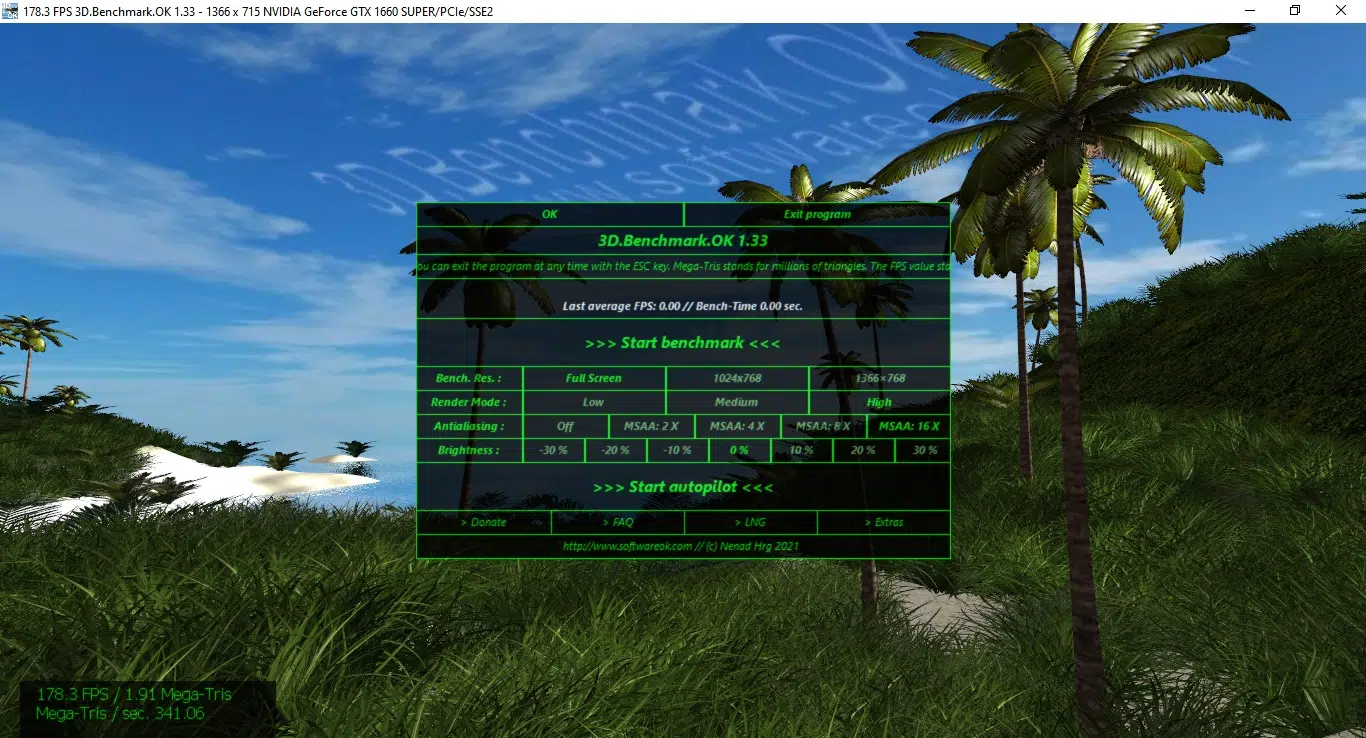 178.3 FPS 3D.Benchmark.OK 1.33 - 1366 x 715 NVIDIA GeForce GTX 1660 SUPER/PCIe/SSE2
3D.Benchmark.OK
OK Exit program
3D.Benchmark.OK 1.33
ou can exit the program at any time with the ESC key. Mega-Tris stands for millions of triangles. The FPS value sta
Last average FPS: 0.00 // Bench-Time 0.00 sec.
>>> Start benchmark <<<
Bench. Res. : Full Screen 1024x768 1366×768
Render Mode : Low Medium High
Antialiasing : Off MSAA: 2 X MSAA: 4 X MSAA: 8 X MSAA: 16 X
Brightness : -30 % -20 % -10 % 0 % 10 % 20 % 30 %
>>> Start autopilot <<<
> Donate > FAQ > LNG > Extras
http://www.softwareok.com // (c) Nenad Hrg 2021
178.3 FPS / 1.91 Mega-Tris
Mega-Tris / sec. 341.06